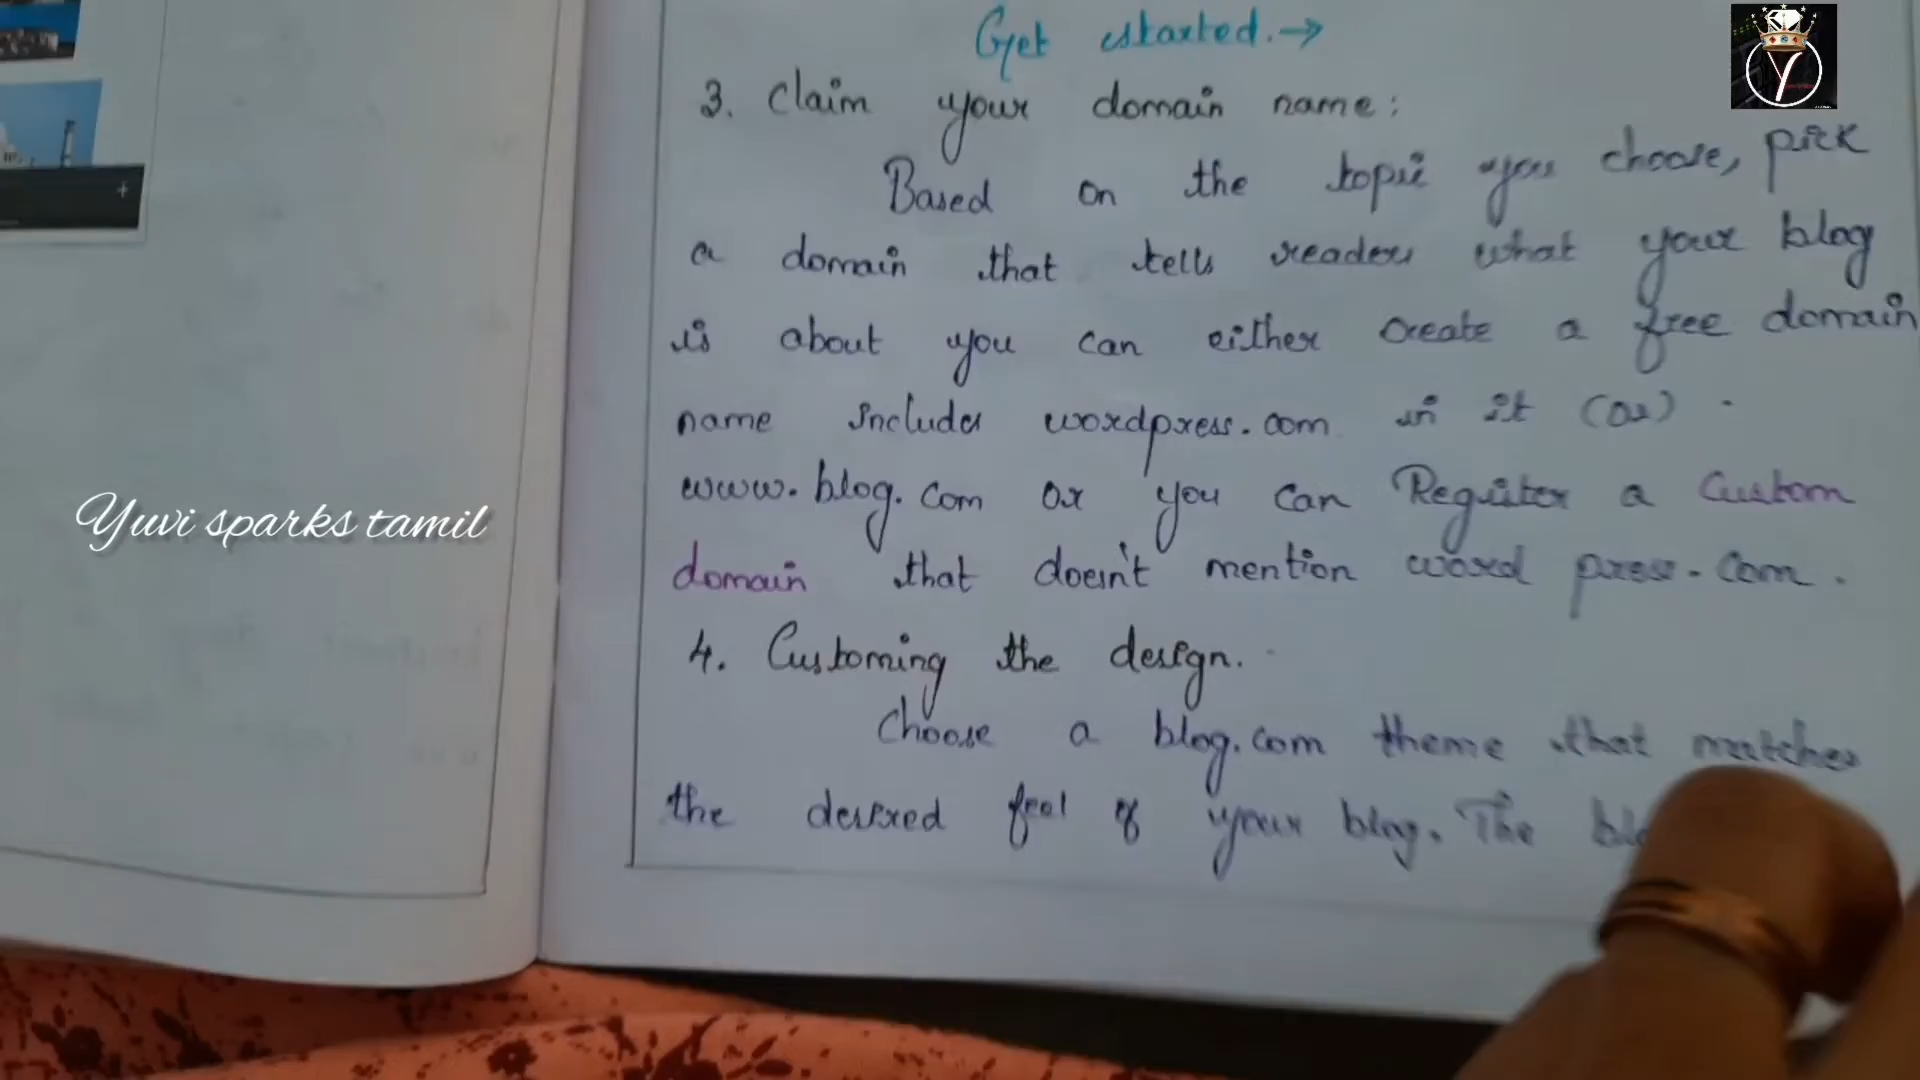 Get started.→
3. Claim your domain name:
Based on the topic you choose, pick
a domain that tells readers what your blog
is about you can either create a free domain
name includes wordpress.com in it (or)
www.blog.com or you can Register a Custom
domain that doesn't mention word press.com.
4. Customing the design.
Choose a blog.com theme that matches
the desired feel of your blog. The
Yuvi sparks tamil
Y